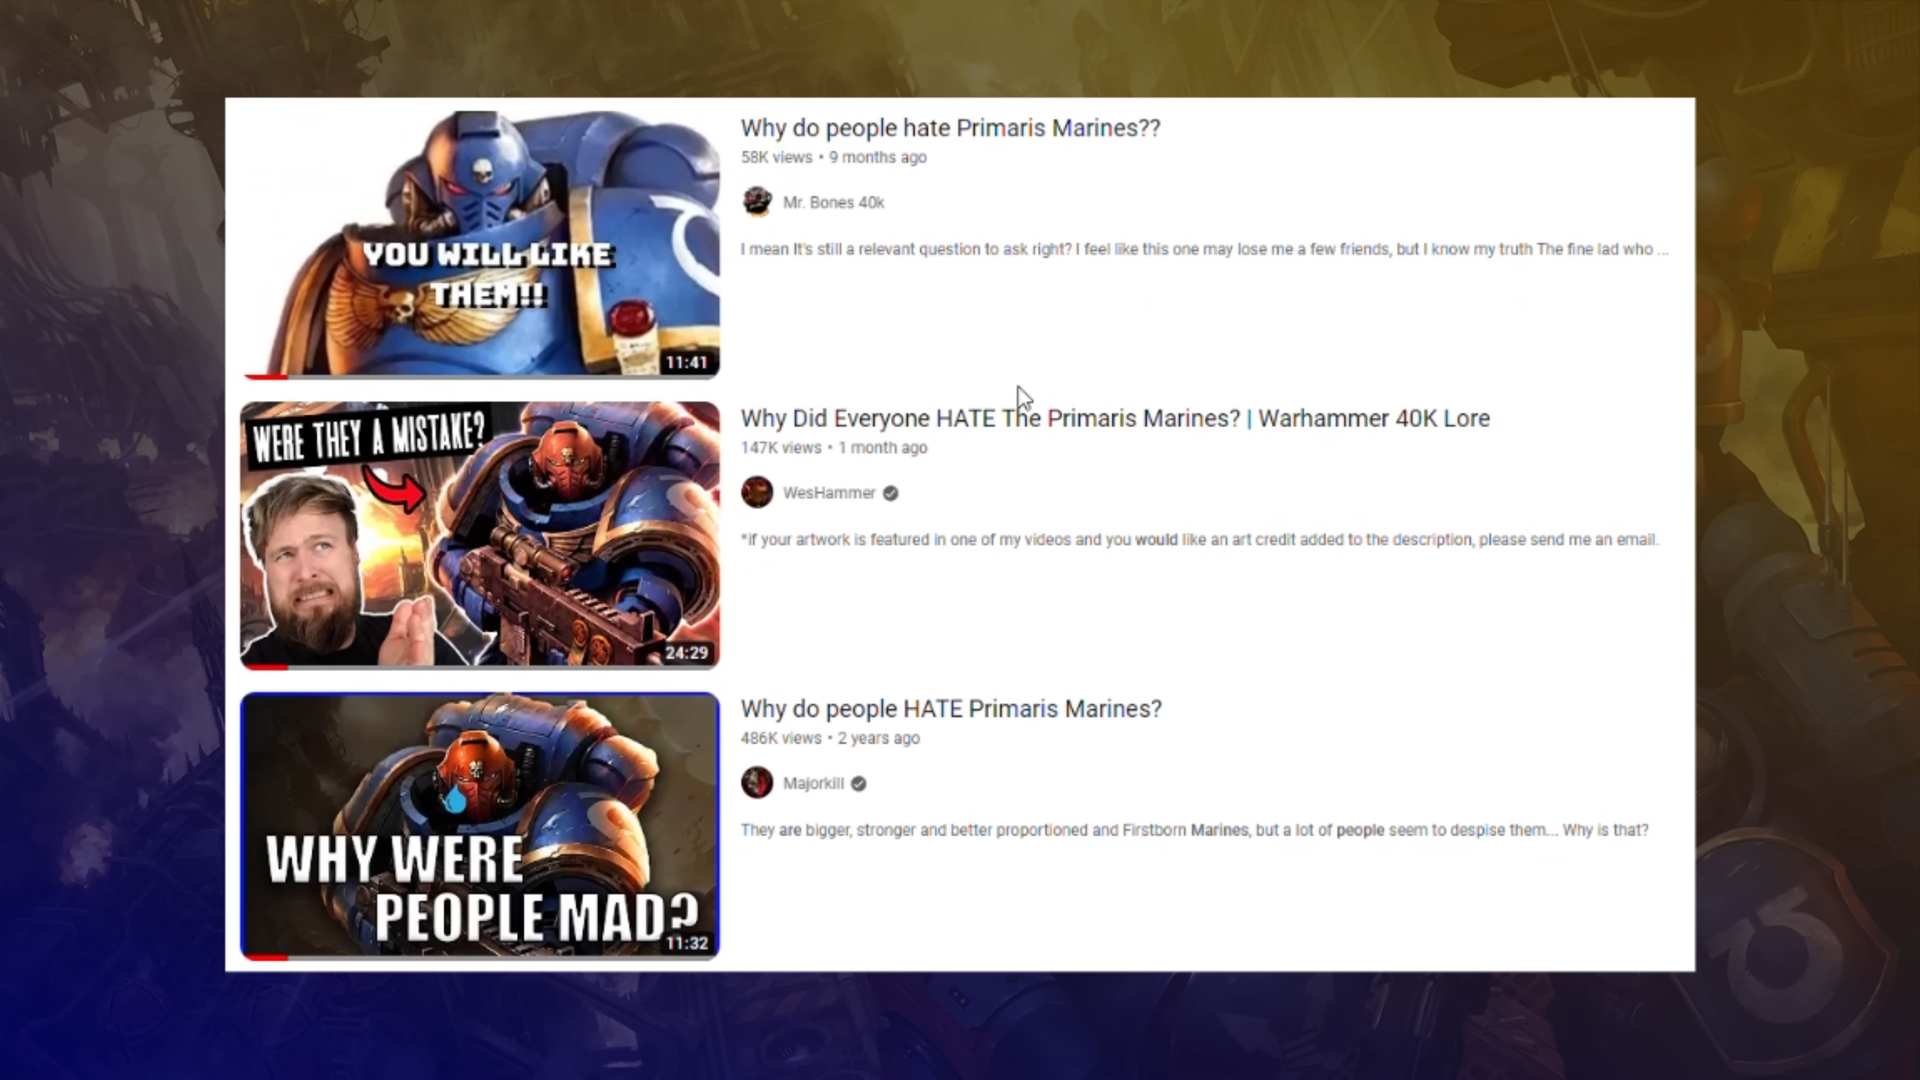 YOU WILL LIKE
THEM!!
11:41
Why do people hate Primaris Marines??
58K views • 9 months ago
Mr. Bones 40k
I mean It's still a relevant question to ask right? I feel like this one may lose me a few friends, but I know my truth The fine lad who ...
WERE THEY A MISTAKE?
24:29
Why Did Everyone HATE The Primaris Marines? | Warhammer 40K Lore
147K views • 1 month ago
WesHammer
*if your artwork is featured in one of my videos and you would like an art credit added to the description, please send me an email.
WHY WERE
PEOPLE MAD?
11:32
Why do people HATE Primaris Marines?
486K views • 2 years ago
Majorkill
They are bigger, stronger and better proportioned and Firstborn Marines, but a lot of people seem to despise them... Why is that?